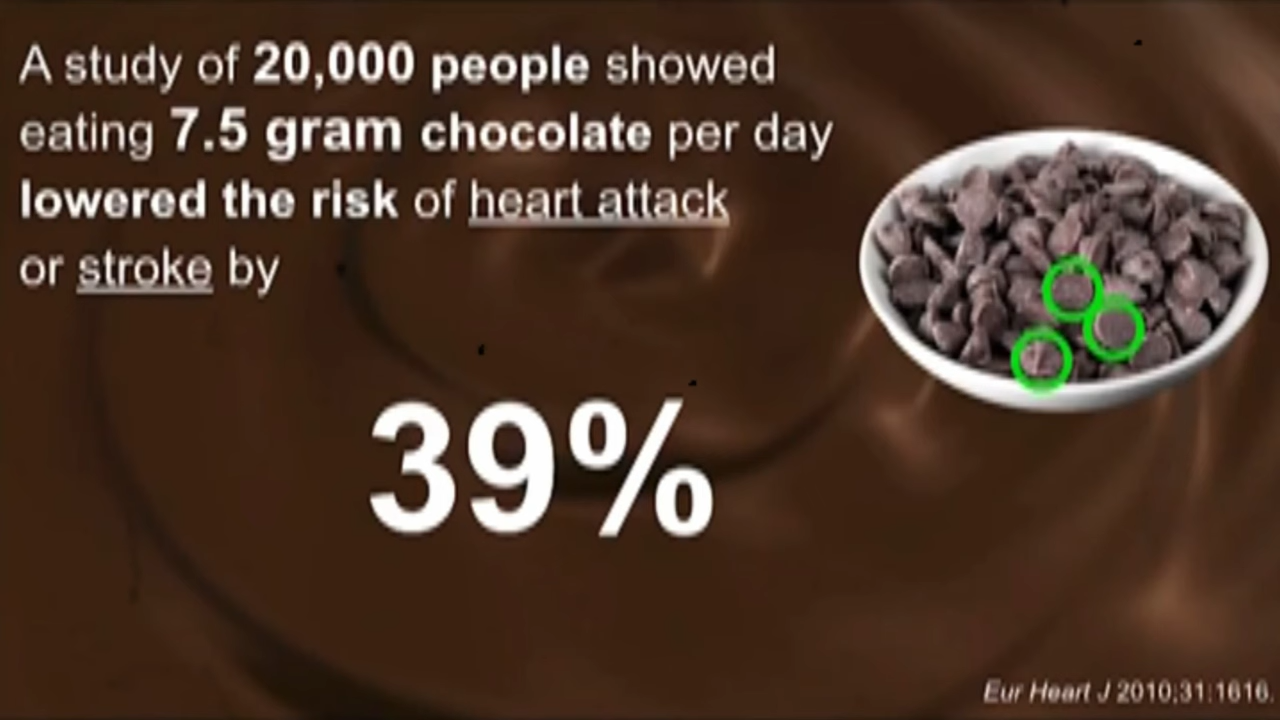 A study of 20,000 people showed
eating 7.5 gram chocolate per day
lowered the risk of heart attack
or stroke by
39%
Eur Heart J 2010;31:1616.